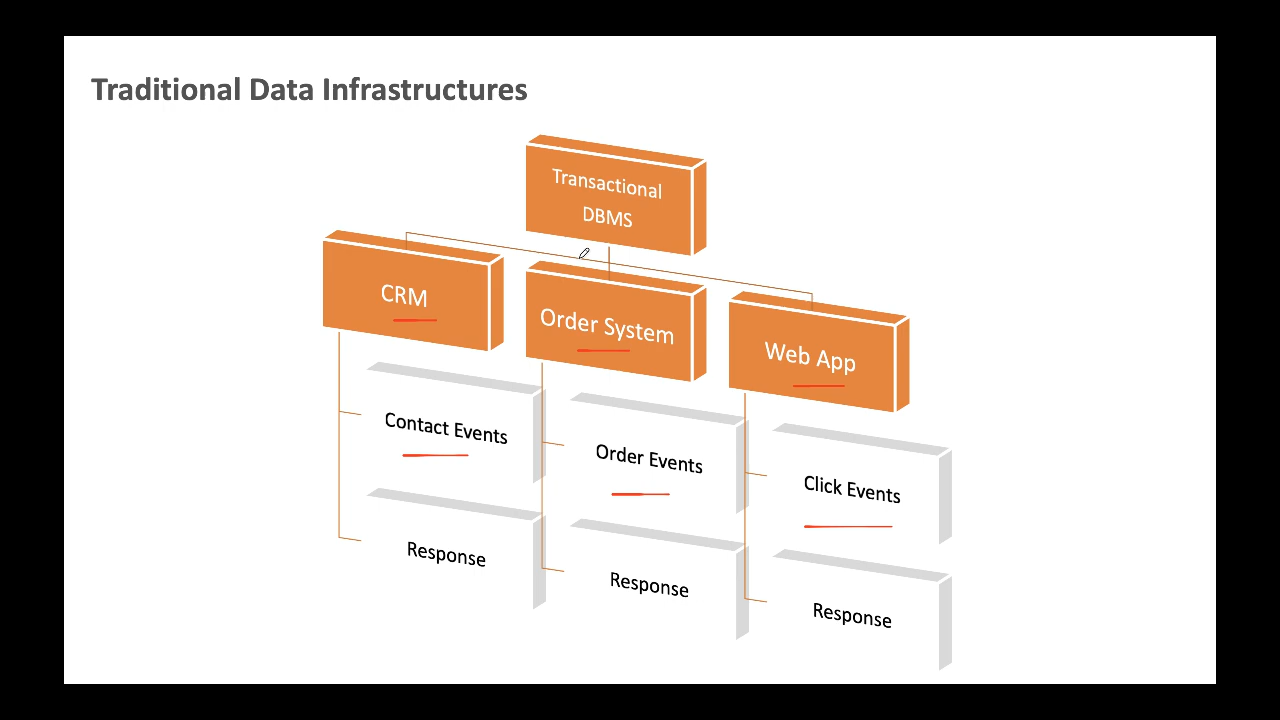 Traditional Data Infrastructures
Transactional
DBMS
CRM
Order System
Web App
Contact Events
Order Events
Click Events
Response
Response
Response